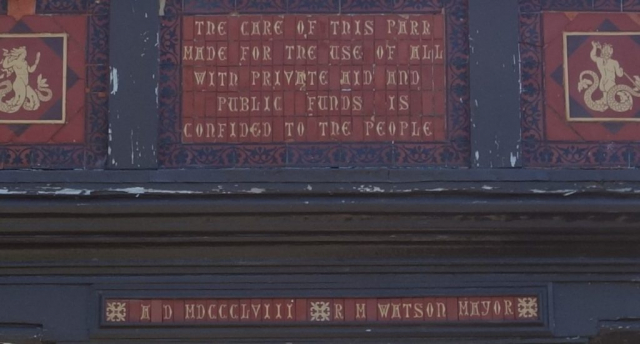 THE CARE OF THIS PARK
MADE FOR THE USE OF ALL
WITH PRIVATE AID AND
PUBLIC FUNDS IS
CONFIDED TO THE PEOPLE
A D MDCCCLVIII R M WATSON MAYOR